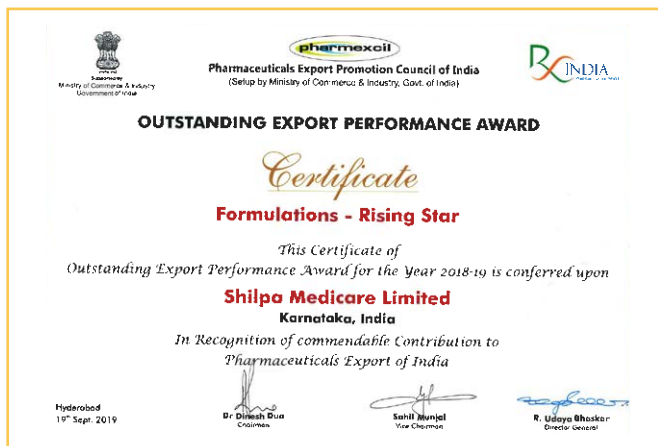 pharmexcil
Pharmaceuticals Export Promotion Council of India
(Setup by Ministry of Commerce & Industry, Govt. of India)
Ministry of Commerce & Industry
Government of India
Rx INDIA
OUTSTANDING EXPORT PERFORMANCE AWARD
Certificate
Formulations - Rising Star
This Certificate of
Outstanding Export Performance Award for the Year 2018-19 is conferred upon
Shilpa Medicare Limited
Karnataka, India
In Recognition of commendable Contribution to
Pharmaceuticals Export of India
Hyderabad
19th Sept. 2019
Dr Dinesh Dua
Chairman
Sahil Munjal
Vice Chairman
R. Udaya Bhaskar
Director General